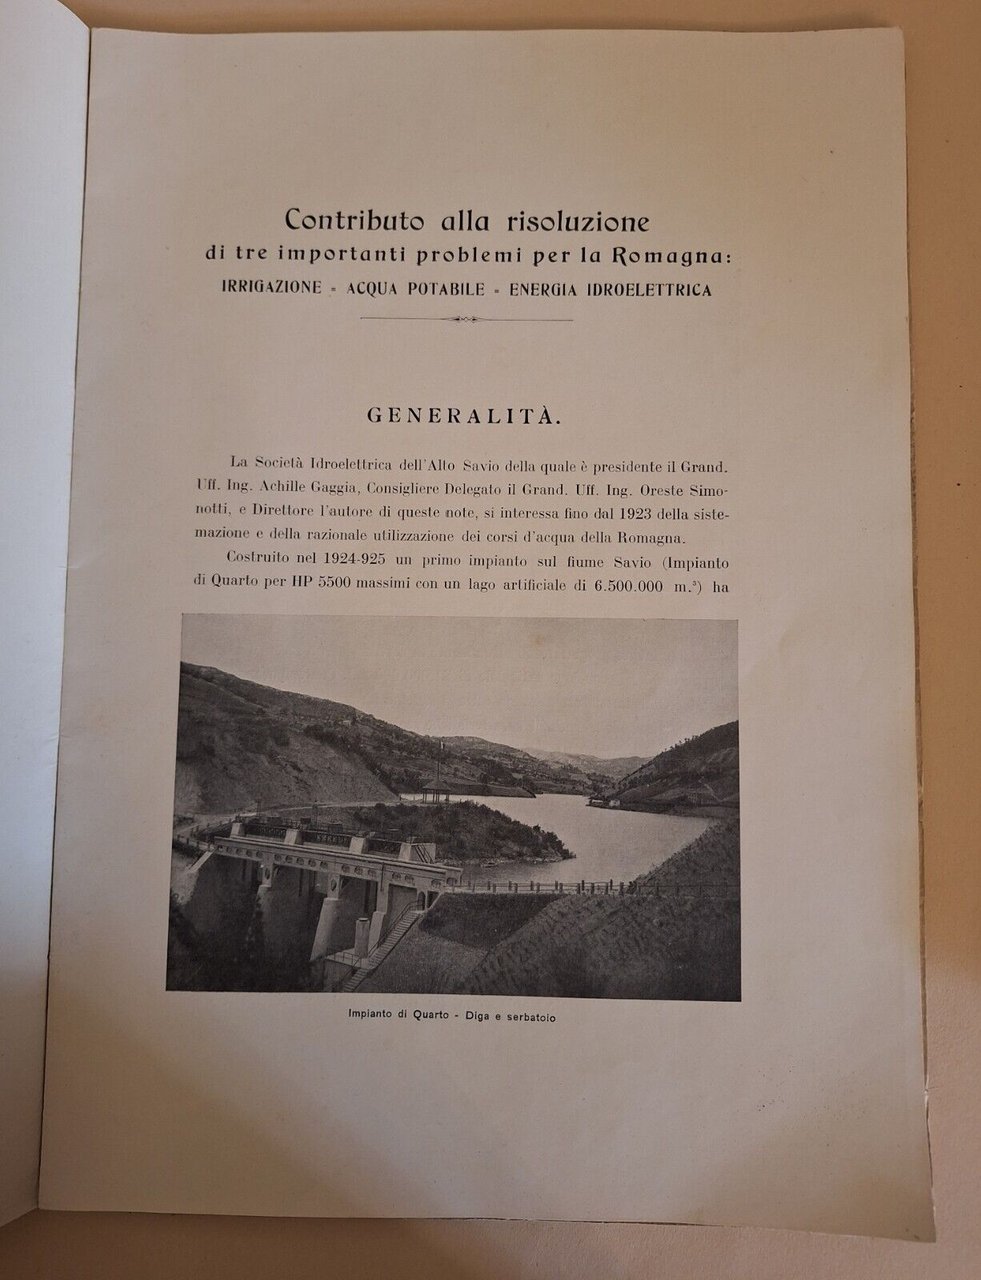 Contributo alla risoluzione
di tre importanti problemi per la Romagna:
IRRIGAZIONE - ACQUA POTABILE - ENERGIA IDROELETTRICA
GENERALITÀ.
La Società Idroelettrica dell'Alto Savio della quale è presidente il Grand.
Uff. Ing. Achille Gaggia, Consigliere Delegato il Grand. Uff. Ing. Oreste Simo-
notti, e Direttore l'autore di queste note, si interessa fino dal 1923 della siste-
mazione e della razionale utilizzazione dei corsi d'acqua della Romagna.
Costruito nel 1924-925 un primo impianto sul fiume Savio (Impianto
di Quarto per HP 5500 massimi con un lago artificiale di 6.500.000 m.³) ha
Impianto di Quarto - Diga e serbatoio